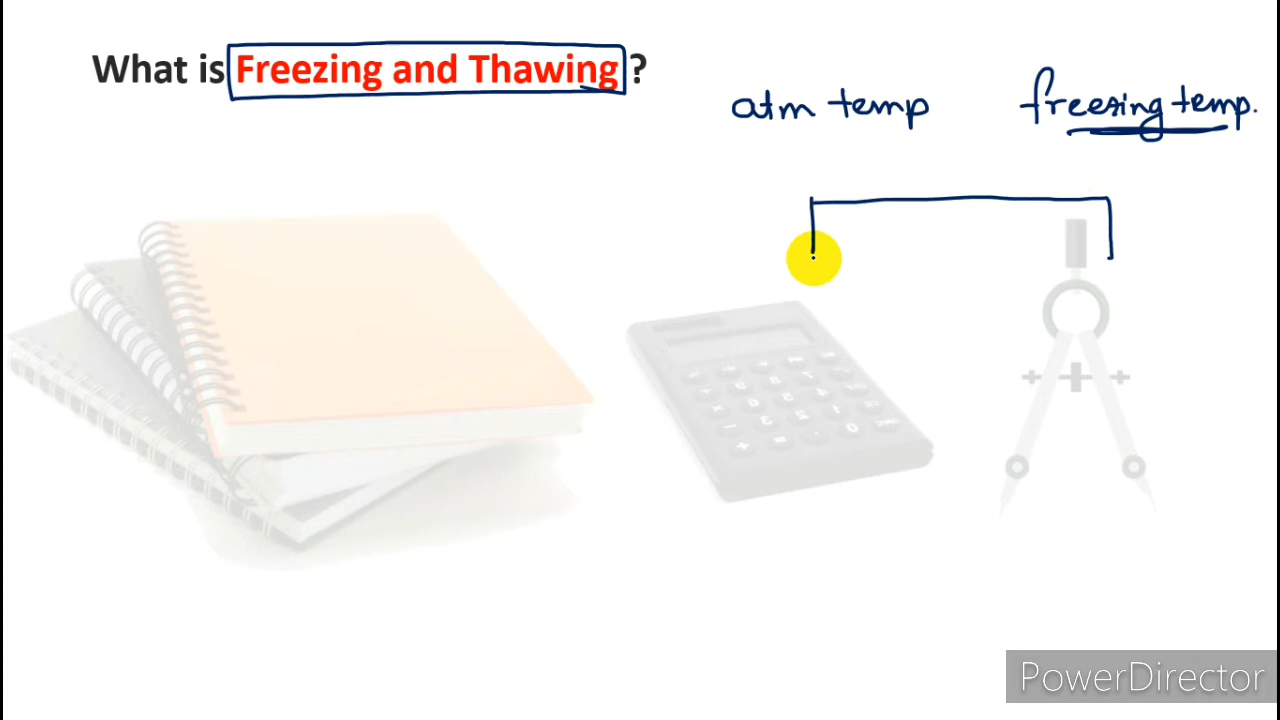 What is Freezing and Thawing ?
atm temp freezing temp.
PowerDirector